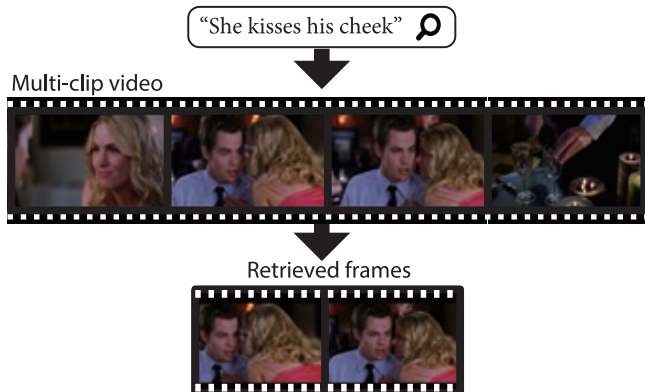 “She kisses his cheek”
Multi-clip video
Retrieved frames